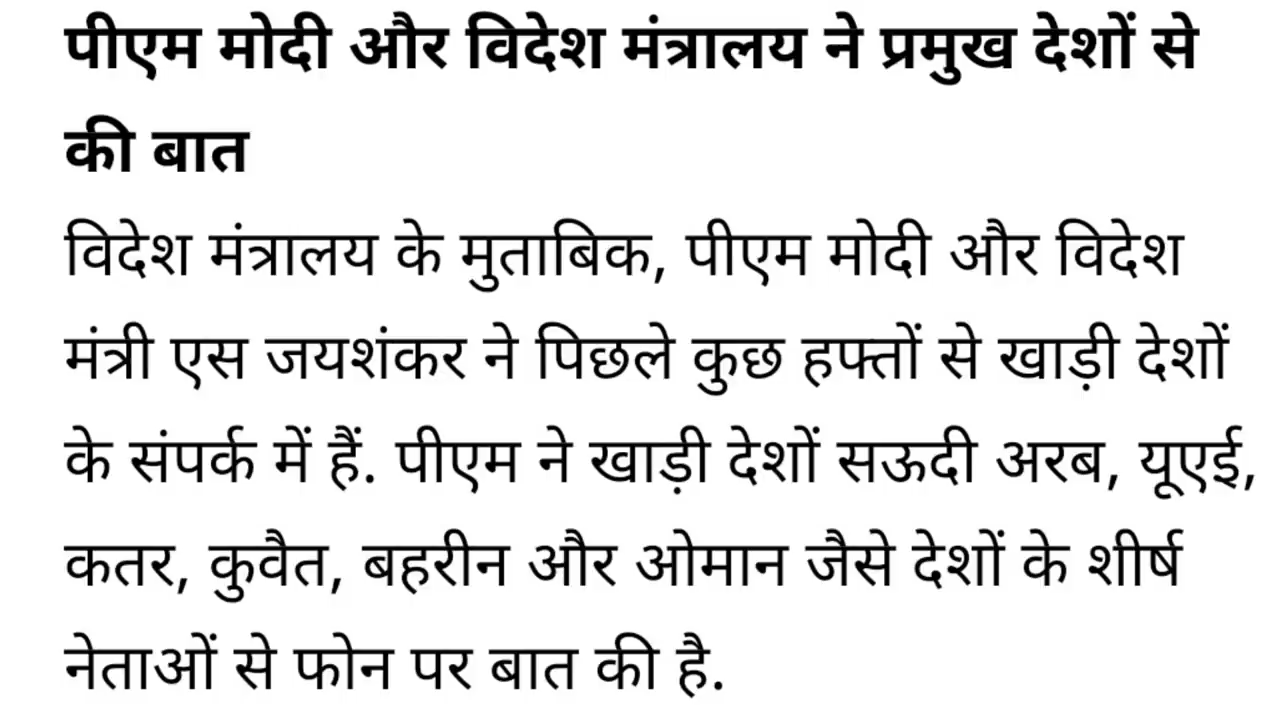 पीएम मोदी और विदेश मंत्रालय ने प्रमुख देशों से
की बात
विदेश मंत्रालय के मुताबिक, पीएम मोदी और विदेश
मंत्री एस जयशंकर ने पिछले कुछ हफ्तों से खाड़ी देशों
के संपर्क में हैं. पीएम ने खाड़ी देशों सऊदी अरब, यूएई,
कतर, कुवैत, बहरीन और ओमान जैसे देशों के शीर्ष
नेताओं से फोन पर बात की है.